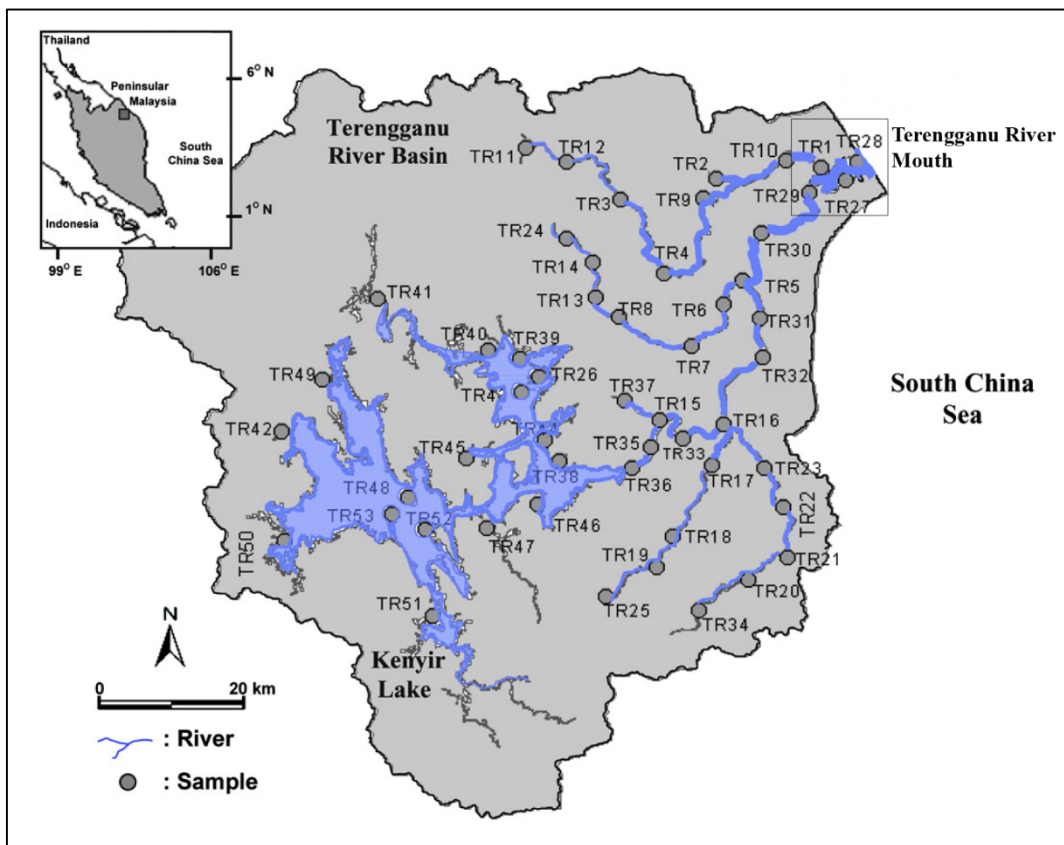 Thailand
6° N
Peninsular
Malaysia
South
China Sea
Indonesia
1° N
99° E
106° E
Terengganu
River Basin
Terengganu River
Mouth
TR28
TR1
TR10
TR2
TR12
TR11
TR9
TR3
TR29
TR27
TR4
TR24
TR30
TR14
TR5
TR13
TR8
TR6
TR31
TR41
TR7
TR32
TR40
TR39
TR26
TR4
TR49
TR37
TR15
TR16
TR42
TR45
TR35
TR33
TR38
TR36
TR17
TR23
TR48
TR53
TR52
TR46
TR47
TR22
TR50
TR18
TR19
TR21
TR20
TR25
TR34
TR51
South China
Sea
Kenyir
Lake
N
0
20 km
: River
: Sample